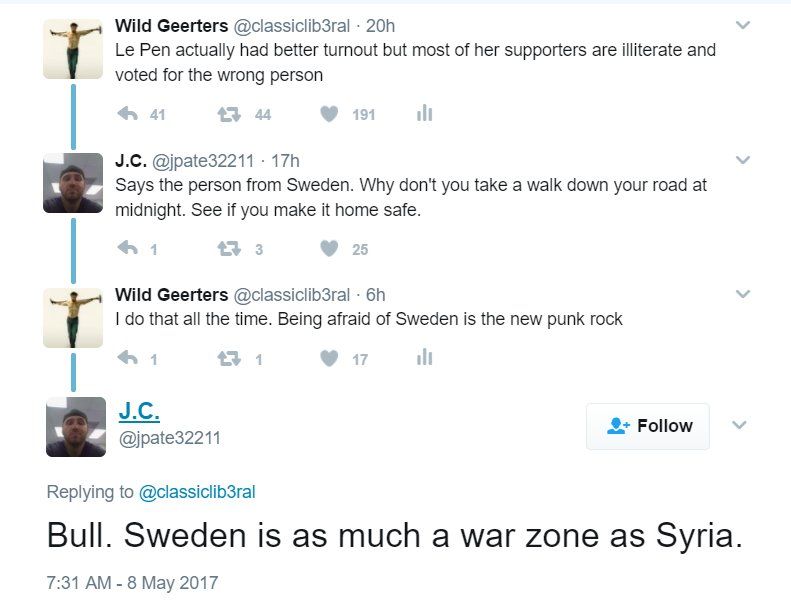 Wild Geerters @classiclib3ral · 20h
Le Pen actually had better turnout but most of her supporters are illiterate and
voted for the wrong person
41 44 191
J.C. @jpate32211 · 17h
Says the person from Sweden. Why don't you take a walk down your road at
midnight. See if you make it home safe.
1 3 25
Wild Geerters @classiclib3ral · 6h
I do that all the time. Being afraid of Sweden is the new punk rock
1 1 17
J.C.
@jpate32211
Follow
Replying to @classiclib3ral
Bull. Sweden is as much a war zone as Syria.
7:31 AM - 8 May 2017